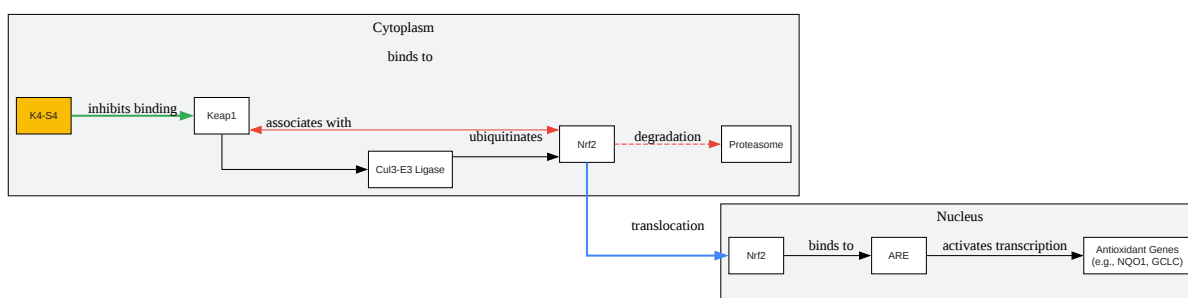 Cytoplasm
binds to
K4-S4
inhibits binding
Keap1
associates with
ubiquitinates
Nrf2
degradation
Proteasome
Cul3-E3 Ligase
translocation
Nucleus
Nrf2
binds to
ARE
activates transcription
Antioxidant Genes
(e.g., NQO1, GCLC)